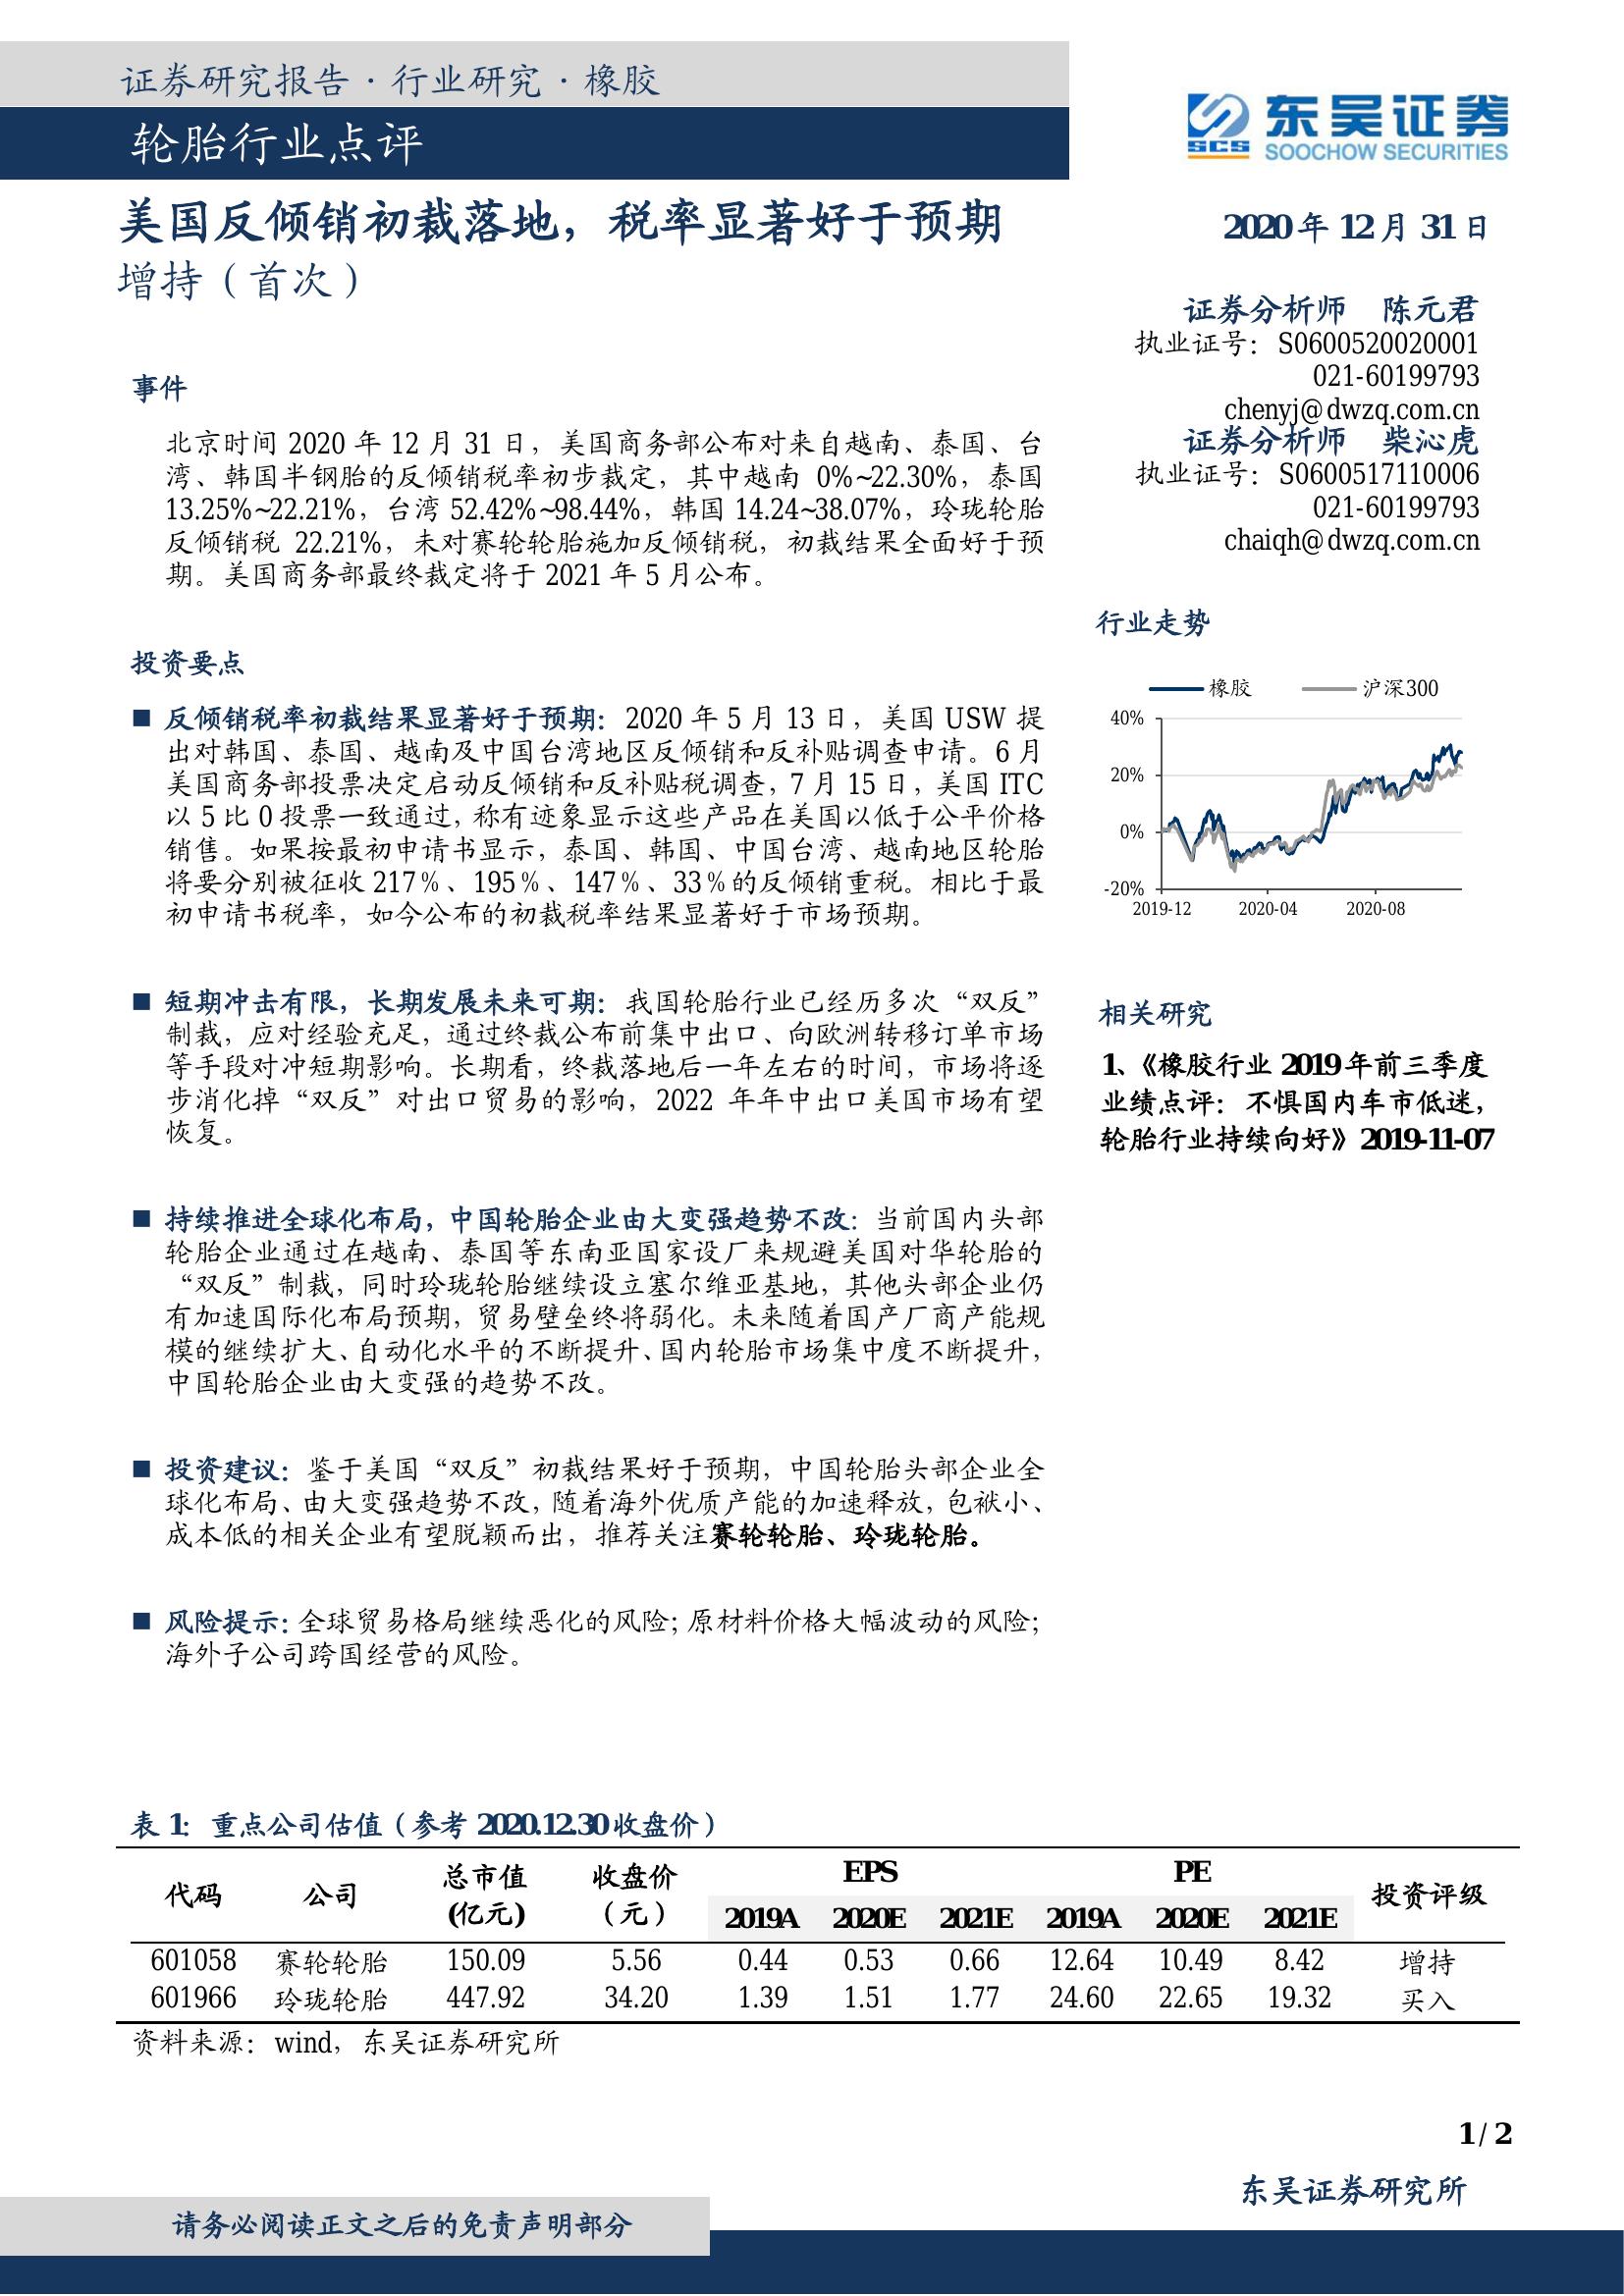 证券研究报告 · 行业研究 · 橡胶
轮胎行业点评
东吴证券
SCS
SOOCHOW SECURITIES
美国反倾销初裁落地，税率显著好于预期
增持（首次）
2020 年 12 月 31 日
证券分析师 陈元君
执业证号：S0600520020001
021-60199793
chenyj@dwzq.com.cn
证券分析师 柴沁虎
执业证号：S0600517110006
021-60199793
chaiqh@dwzq.com.cn
事件
北京时间 2020 年 12 月 31 日，美国商务部公布对来自越南、泰国、台
湾、韩国半钢胎的反倾销税率初步裁定，其中越南 0%~22.30%，泰国
13.25%~22.21%，台湾 52.42%~98.44%，韩国 14.24~38.07%，玲珑轮胎
反倾销税 22.21%，未对赛轮轮胎施加反倾销税，初裁结果全面好于预
期。美国商务部最终裁定将于 2021 年 5 月公布。
投资要点
■ 反倾销税率初裁结果显著好于预期：2020 年 5 月 13 日，美国 USW 提
出对韩国、泰国、越南及中国台湾地区反倾销和反补贴调查申请。6 月
美国商务部投票决定启动反倾销和反补贴税调查，7 月 15 日，美国 ITC
以 5 比 0 投票一致通过，称有迹象显示这些产品在美国以低于公平价格
销售。如果按最初申请书显示，泰国、韩国、中国台湾、越南地区轮胎
将要分别被征收 217%、195%、147%、33%的反倾销重税。相比于最
初申请书税率，如今公布的初裁税率结果显著好于市场预期。
■ 短期冲击有限，长期发展未来可期：我国轮胎行业已经历多次“双反”
制裁，应对经验充足，通过终裁公布前集中出口、向欧洲转移订单市场
等手段对冲短期影响。长期看，终裁落地后一年左右的时间，市场将逐
步消化掉“双反”对出口贸易的影响，2022 年年中出口美国市场有望
恢复。
■ 持续推进全球化布局，中国轮胎企业由大变强趋势不改：当前国内头部
轮胎企业通过在越南、泰国等东南亚国家设厂来规避美国对华轮胎的
“双反”制裁，同时玲珑轮胎继续设立塞尔维亚基地，其他头部企业仍
有加速国际化布局预期，贸易壁垒终将弱化。未来随着国产厂商产能规
模的继续扩大、自动化水平的不断提升、国内轮胎市场集中度不断提升，
中国轮胎企业由大变强的趋势不改。
■ 投资建议：鉴于美国“双反”初裁结果好于预期，中国轮胎头部企业全
球化布局、由大变强趋势不改，随着海外优质产能的加速释放，包袱小、
成本低的相关企业有望脱颖而出，推荐关注赛轮轮胎、玲珑轮胎。
■ 风险提示：全球贸易格局继续恶化的风险；原材料价格大幅波动的风险；
海外子公司跨国经营的风险。
行业走势
橡胶 沪深300
40%
20%
0%
-20%
2019-12 2020-04 2020-08
相关研究
1、《橡胶行业 2019 年前三季度
业绩点评：不惧国内车市低迷，
轮胎行业持续向好》2019-11-07
表 1：重点公司估值（参考 2020.12.30 收盘价）
代码 公司 总市值(亿元) 收盘价（元） EPS PE 投资评级
2019A 2020E 2021E 2019A 2020E 2021E
601058 赛轮轮胎 150.09 5.56 0.44 0.53 0.66 12.64 10.49 8.42 增持
601966 玲珑轮胎 447.92 34.20 1.39 1.51 1.77 24.60 22.65 19.32 买入
资料来源：wind，东吴证券研究所
1 / 2
东吴证券研究所
请务必阅读正文之后的免责声明部分